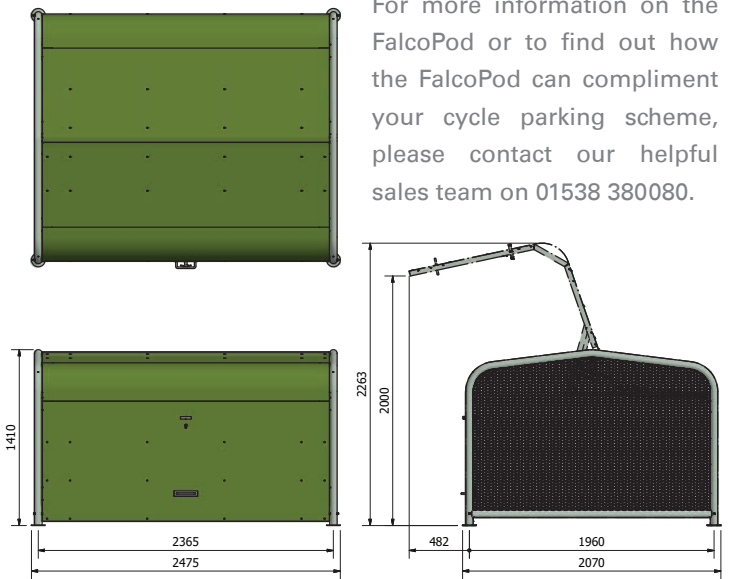 For more information on the
FalcoPod or to find out how
the FalcoPod can compliment
your cycle parking scheme,
please contact our helpful
sales team on 01538 380080.
2263
2000
1410
2365
2475
482
1960
2070